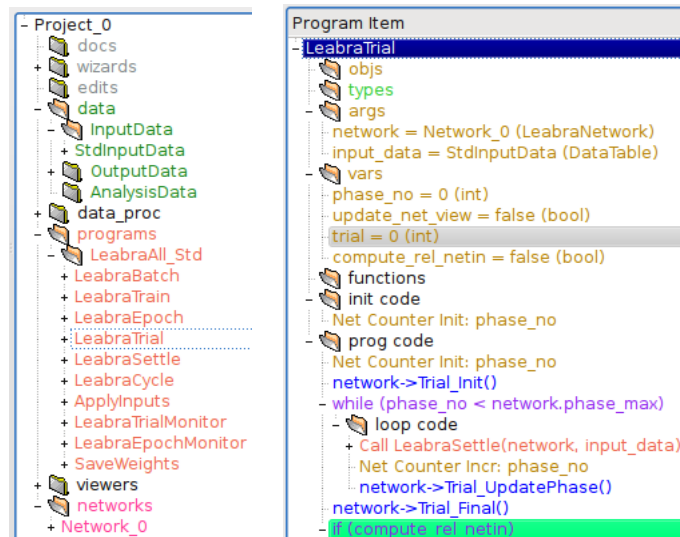 Project_0
docs
wizards
edits
data
InputData
StdInputData
OutputData
AnalysisData
data_proc
programs
LeabraAll_Std
LeabraBatch
LeabraTrain
LeabraEpoch
LeabraTrial
LeabraSettle
LeabraCycle
ApplyInputs
LeabraTrialMonitor
LeabraEpochMonitor
SaveWeights
viewers
networks
Network_0
Program Item
LeabraTrial
objs
types
args
network = Network_0 (LeabraNetwork)
input_data = StdInputData (DataTable)
vars
phase_no = 0 (int)
update_net_view = false (bool)
trial = 0 (int)
compute_rel_netin = false (bool)
functions
init code
Net Counter Init: phase_no
prog code
Net Counter Init: phase_no
network->Trial_Init()
while (phase_no < network.phase_max)
loop code
Call LeabraSettle(network, input_data)
Net Counter Incr: phase_no
network->Trial_UpdatePhase()
network->Trial_Final()
if (compute_rel_netin)